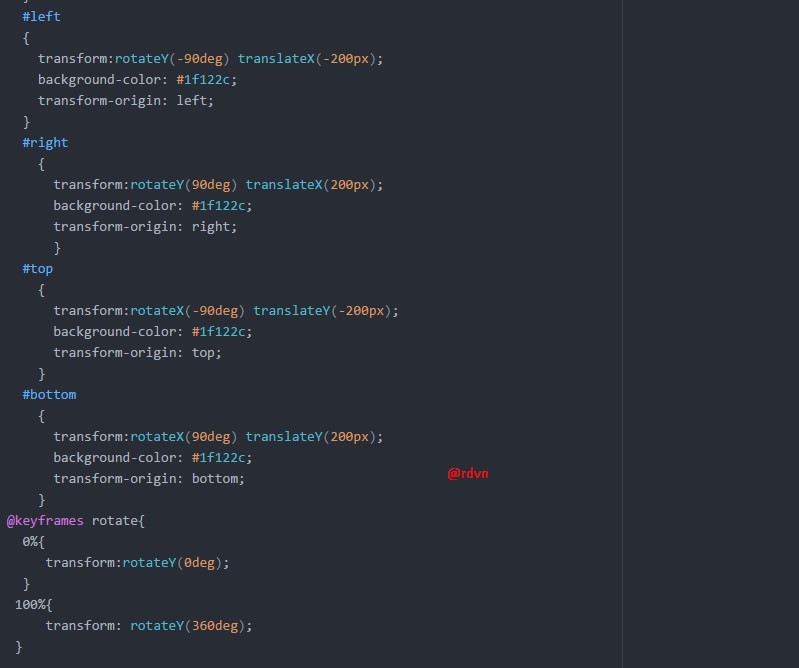 #left
{
transform:rotateY(-90deg) translateX(-200px);
background-color: #1f122c;
transform-origin: left;
}
#right
{
transform:rotateY(90deg) translateX(200px);
background-color: #1f122c;
transform-origin: right;
}
#top
{
transform:rotateX(-90deg) translateY(-200px);
background-color: #1f122c;
transform-origin: top;
}
#bottom
{
transform:rotateX(90deg) translateY(200px);
background-color: #1f122c;
@rdvn
transform-origin: bottom;
}
@keyframes rotate{
0%{
transform:rotateY(0deg);
}
100%{
transform: rotateY(360deg);
}